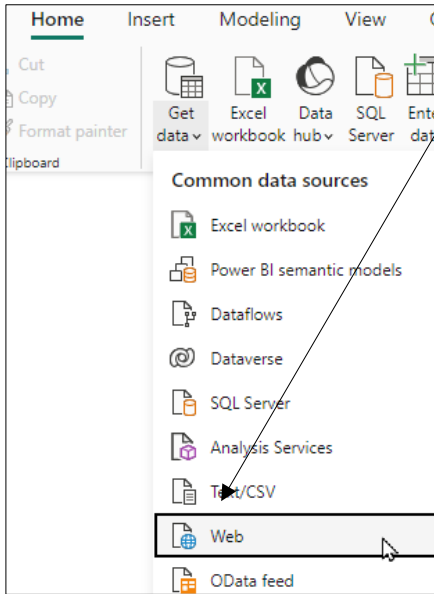 Home Insert Modeling View
Cut
Copy
Format painter
Clipboard
Get data
Excel workbook
Data hub
SQL Server
Common data sources
Excel workbook
Power BI semantic models
Dataflows
Dataverse
SQL Server
Analysis Services
Text/CSV
Web
OData feed